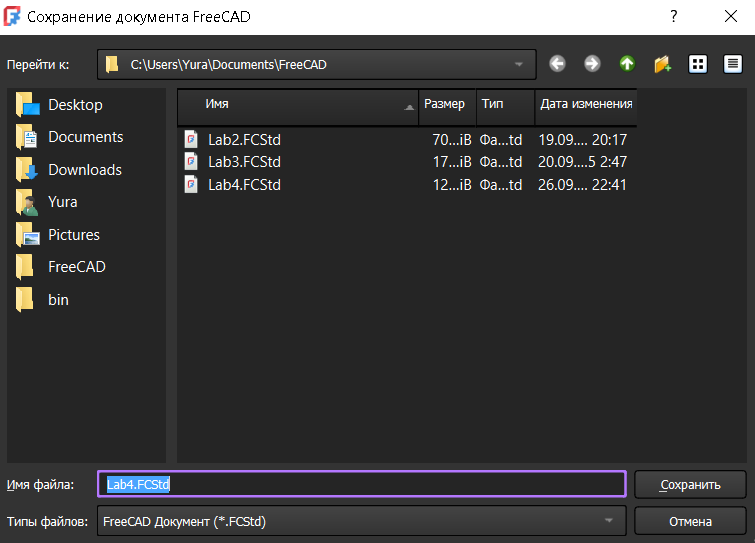 Сохранение документа FreeCAD
?
Перейти к:
C:\Users\Yura\Documents\FreeCAD
Desktop
Documents
Downloads
Yura
Pictures
FreeCAD
bin
Имя Размер Тип Дата изменения
Lab2.FCStd 70...iB Фа...td 19.09.... 20:17
Lab3.FCStd 17...iB Фа...td 20.09....5 2:47
Lab4.FCStd 12...iB Фа...td 26.09.... 22:41
Имя файла: Lab4.FCStd Сохранить
Типы файлов: FreeCAD Документ (*.FCStd) Отмена